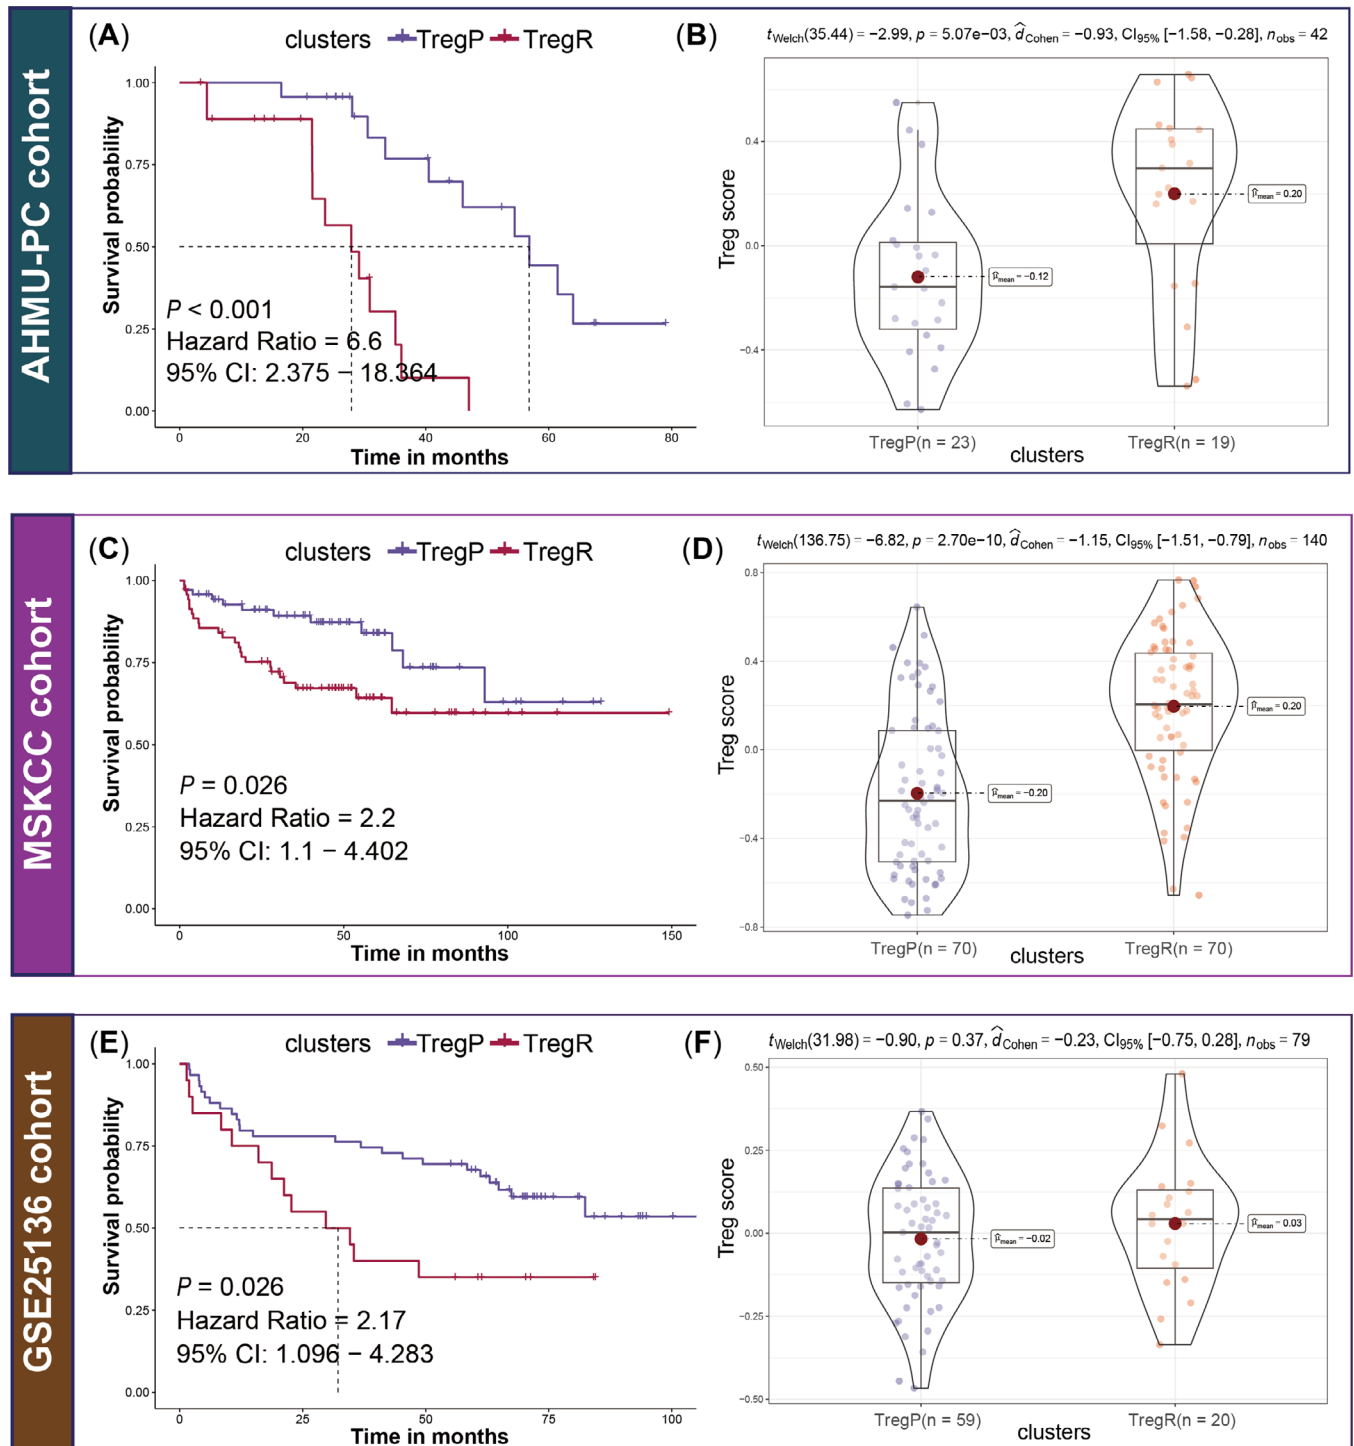 AHMU-PC cohort
(A)
clusters TregP TregR
Survival probability
1.00
0.75
0.50
0.25
0.00
P < 0.001
Hazard Ratio = 6.6
95% CI: 2.375 − 18.364
0 20 40 60 80
Time in months
(B)
tWelch(35.44) = −2.99, p = 5.07e−03, d̂Cohen = −0.93, CI95% [−1.58, −0.28], nobs = 42
Treg score
0.4
0.0
−0.4
μ̂mean = −0.12
μ̂mean = 0.20
TregP(n = 23) TregR(n = 19)
clusters
MSKCC cohort
(C)
clusters TregP TregR
Survival probability
1.00
0.75
0.50
0.25
0.00
P = 0.026
Hazard Ratio = 2.2
95% CI: 1.1 − 4.402
0 50 100 150
Time in months
(D)
tWelch(136.75) = −6.82, p = 2.70e−10, d̂Cohen = −1.15, CI95% [−1.51, −0.79], nobs = 140
Treg score
0.8
0.4
0.0
−0.4
−0.8
μ̂mean = −0.20
μ̂mean = 0.20
TregP(n = 70) TregR(n = 70)
clusters
GSE25136 cohort
(E)
clusters TregP TregR
Survival probability
1.00
0.75
0.50
0.25
0.00
P = 0.026
Hazard Ratio = 2.17
95% CI: 1.096 − 4.283
0 25 50 75 100
Time in months
(F)
tWelch(31.98) = −0.90, p = 0.37, d̂Cohen = −0.23, CI95% [−0.75, 0.28], nobs = 79
Treg score
0.50
0.25
0.00
−0.25
−0.50
μ̂mean = −0.02
μ̂mean = 0.03
TregP(n = 59) TregR(n = 20)
clusters